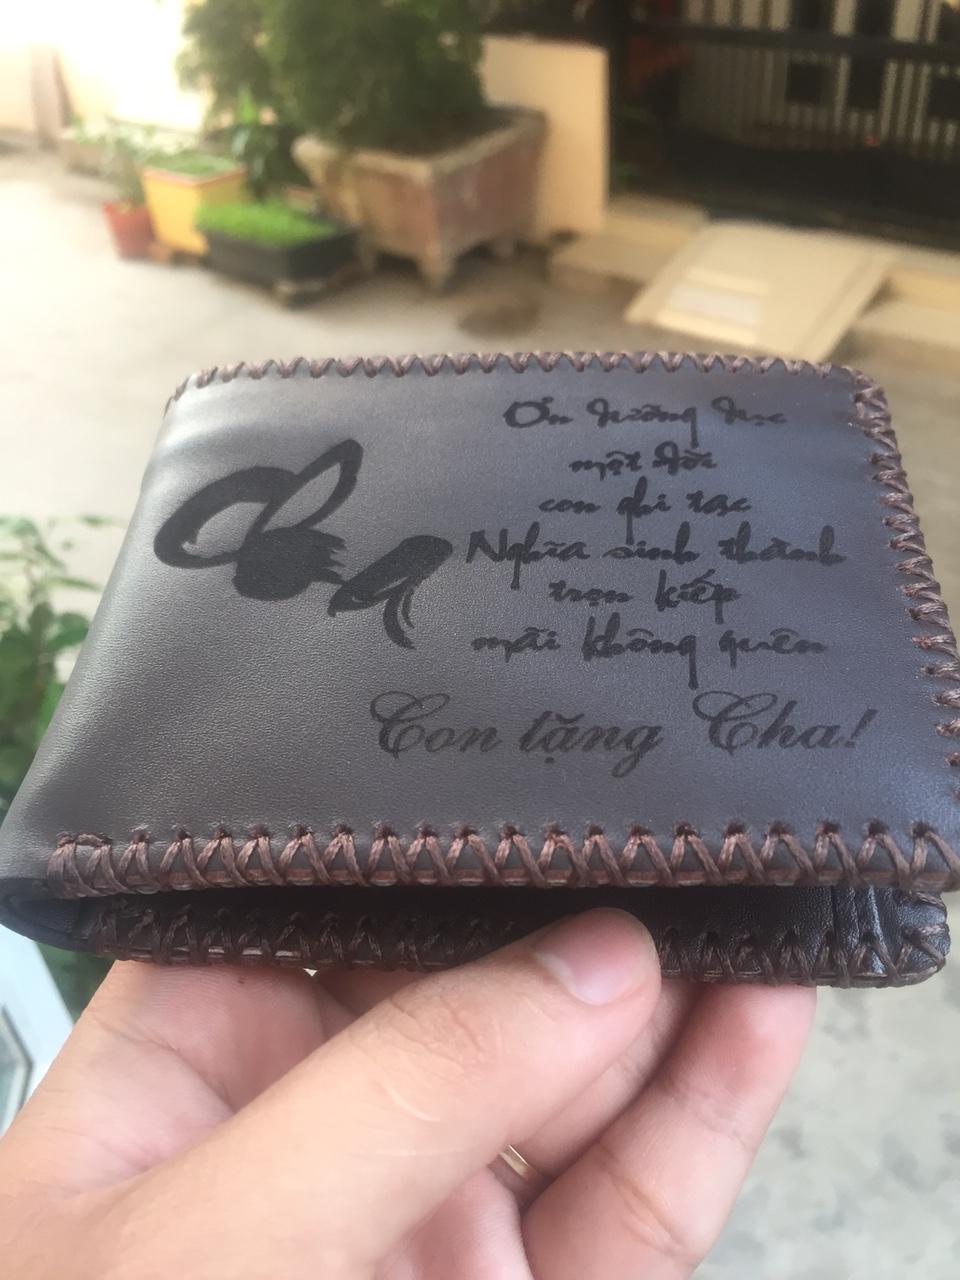 Cha
Ơn dưỡng dục
một đời
con ghi tạc
Nghĩa sinh thành
trọn kiếp
mãi không quên
Con tặng Cha!